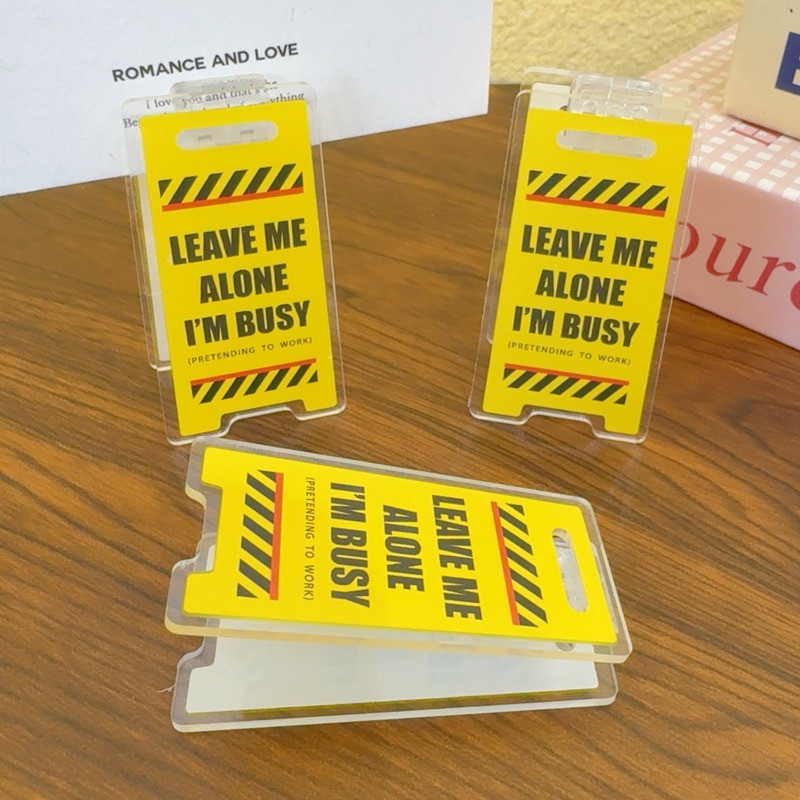 ROMANCE AND LOVE
I love you and that's
everything
LEAVE ME
ALONE
I'M BUSY
(PRETENDING TO WORK)
LEAVE ME
ALONE
I'M BUSY
(PRETENDING TO WORK)
LEAVE ME
ALONE
I'M BUSY
(PRETENDING TO WORK)